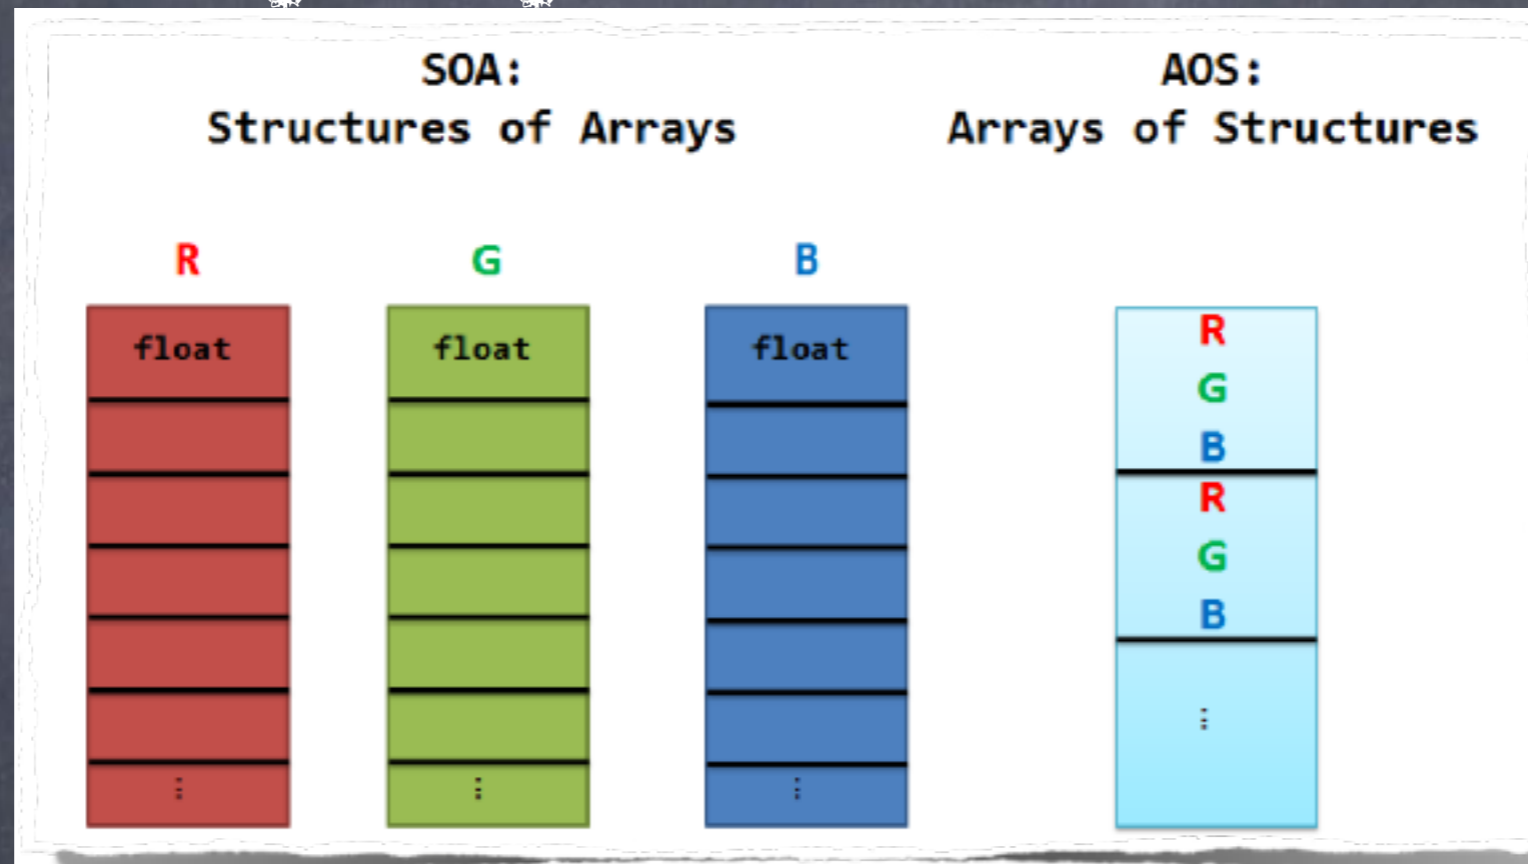 SOA:
Structures of Arrays
AOS:
Arrays of Structures
R
G
B
float
float
float
⋮
⋮
⋮
R
G
B
R
G
B
⋮